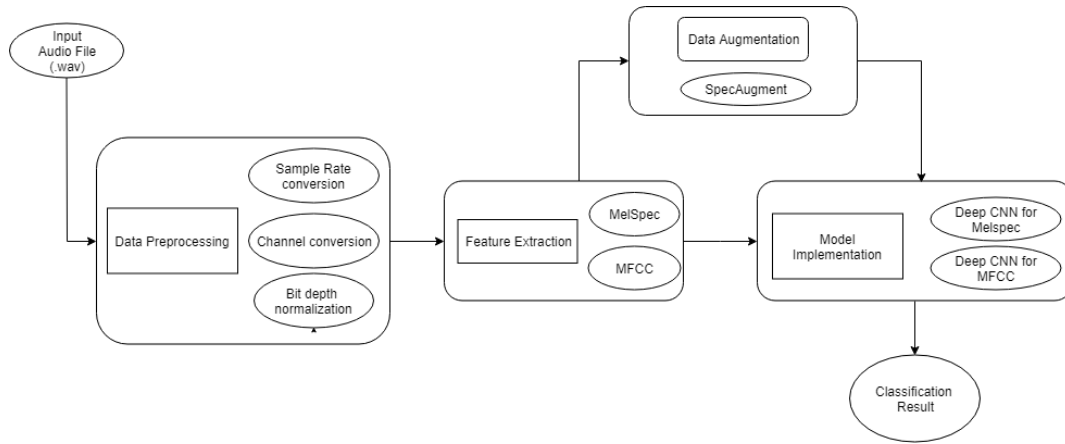 Input
Audio File
(.wav)
Data Preprocessing
Sample Rate
conversion
Channel conversion
Bit depth
normalization
Feature Extraction
MelSpec
MFCC
Data Augmentation
SpecAugment
Model
Implementation
Deep CNN for
Melspec
Deep CNN for
MFCC
Classification
Result